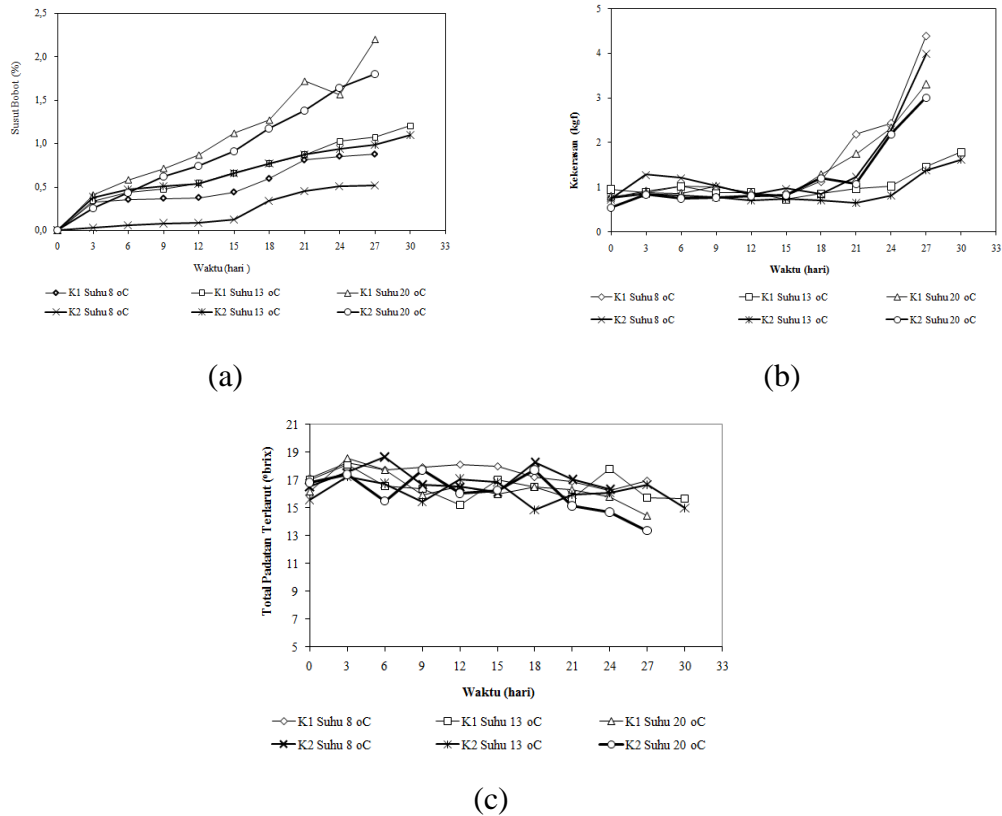 2,5
2,0
1,5
1,0
0,5
0,0
Susut Bobot (%)
0 3 6 9 12 15 18 21 24 27 30 33
Waktu (hari )
K1 Suhu 8 oC K1 Suhu 13 oC K1 Suhu 20 oC
K2 Suhu 8 oC K2 Suhu 13 oC K2 Suhu 20 oC
(a)
5
4
3
2
1
0
Kekerasan (kgf)
0 3 6 9 12 15 18 21 24 27 30 33
Waktu (hari)
K1 Suhu 8 oC K1 Suhu 13 oC K1 Suhu 20 oC
K2 Suhu 8 oC K2 Suhu 13 oC K2 Suhu 20 oC
(b)
21
19
17
15
13
11
9
7
5
Total Padatan Terlarut (°brix)
0 3 6 9 12 15 18 21 24 27 30 33
Waktu (hari)
K1 Suhu 8 oC K1 Suhu 13 oC K1 Suhu 20 oC
K2 Suhu 8 oC K2 Suhu 13 oC K2 Suhu 20 oC
(c)